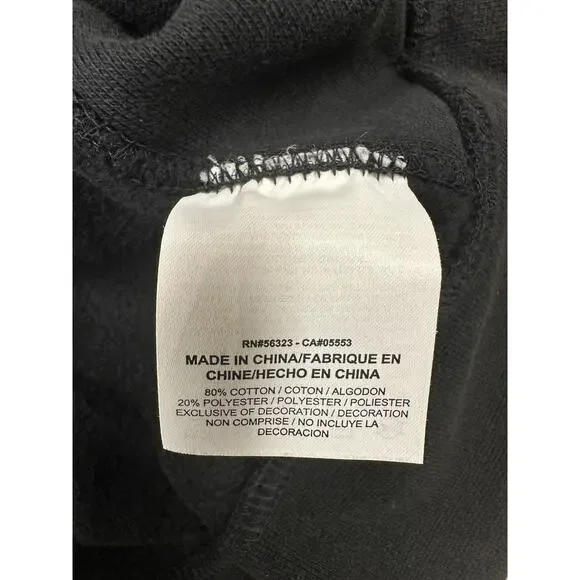 RN#56323 - CA#05553
MADE IN CHINA/FABRIQUE EN
CHINE/HECHO EN CHINA
80% COTTON / COTON / ALGODON
20% POLYESTER / POLYESTER / POLIESTER
EXCLUSIVE OF DECORATION / DECORATION
NON COMPRISE / NO INCLUYE LA
DECORACION